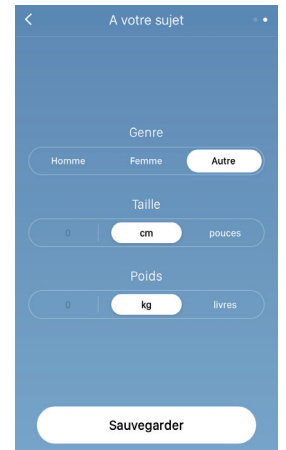 A votre sujet
Genre
Homme Femme Autre
Taille
0 cm pouces
Poids
0 kg livres
Sauvegarder